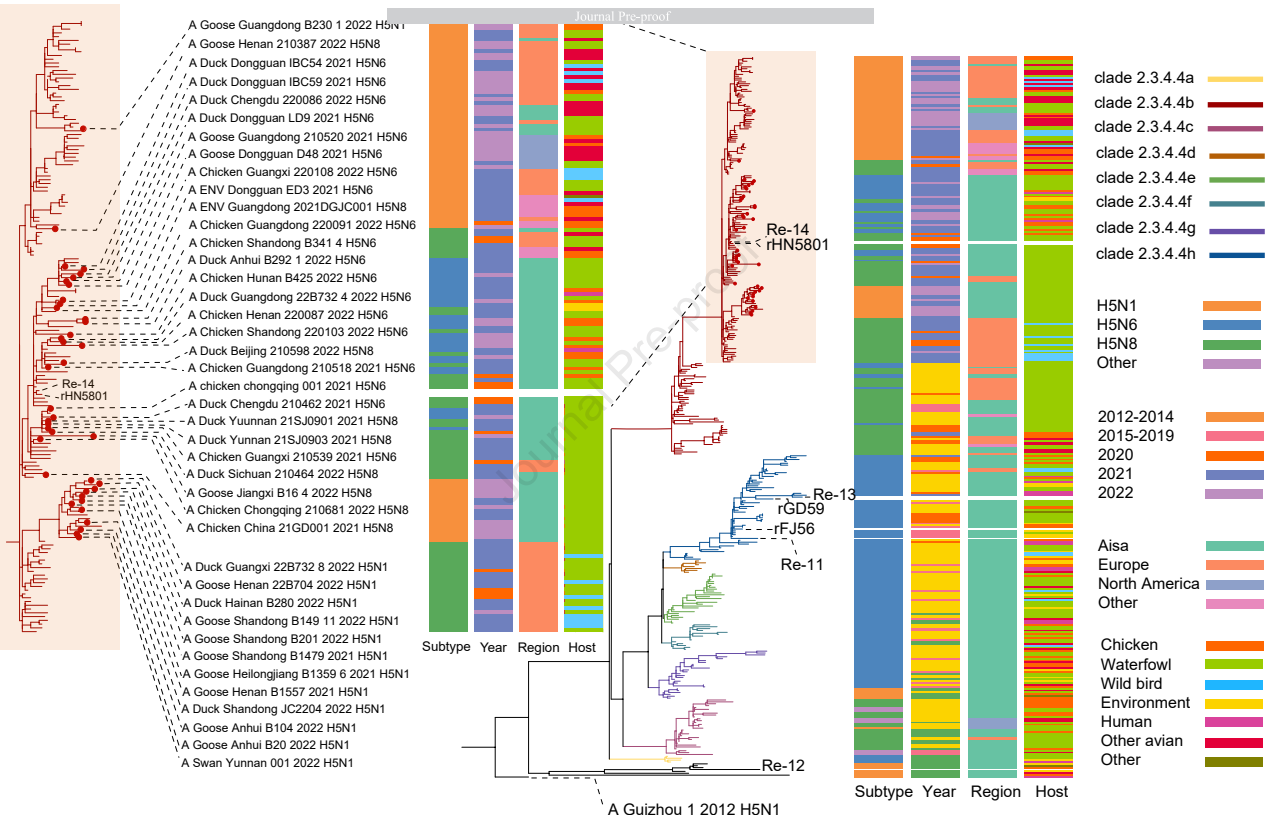 Journal Pre-proof
A Goose Guangdong B230 1 2022 H5N1
A Goose Henan 210387 2022 H5N8
A Duck Dongguan IBC54 2021 H5N6
A Duck Dongguan IBC59 2021 H5N6
A Duck Chengdu 220086 2022 H5N6
A Duck Dongguan LD9 2021 H5N6
A Goose Guangdong 210520 2021 H5N6
A Goose Dongguan D48 2021 H5N6
A Chicken Guangxi 220108 2022 H5N6
A ENV Dongguan ED3 2021 H5N6
A ENV Guangdong 2021DGJC001 H5N8
A Chicken Guangdong 220091 2022 H5N6
A Chicken Shandong B341 4 H5N6
A Duck Anhui B292 1 2022 H5N6
A Chicken Hunan B425 2022 H5N6
A Duck Guangdong 22B732 4 2022 H5N6
A Chicken Henan 220087 2022 H5N6
A Chicken Shandong 220103 2022 H5N6
A Duck Beijing 210598 2022 H5N8
A Chicken Guangdong 210518 2021 H5N6
A chicken chongqing 001 2021 H5N6
A Duck Chengdu 210462 2021 H5N6
A Duck Yuunnan 21SJ0901 2021 H5N8
A Duck Yunnan 21SJ0903 2021 H5N8
A Chicken Guangxi 210539 2021 H5N6
A Duck Sichuan 210464 2022 H5N8
A Goose Jiangxi B16 4 2022 H5N8
A Chicken Chongqing 210681 2022 H5N8
A Chicken China 21GD001 2021 H5N8
A Duck Guangxi 22B732 8 2022 H5N1
A Goose Henan 22B704 2022 H5N1
A Duck Hainan B280 2022 H5N1
A Goose Shandong B149 11 2022 H5N1
A Goose Shandong B201 2022 H5N1
A Goose Shandong B1479 2021 H5N1
A Goose Heilongjiang B1359 6 2021 H5N1
A Goose Henan B1557 2021 H5N1
A Duck Shandong JC2204 2022 H5N1
A Goose Anhui B104 2022 H5N1
A Goose Anhui B20 2022 H5N1
A Swan Yunnan 001 2022 H5N1
Re-14
rHN5801
Subtype Year Region Host
Journal Pre-proof
Re-14
rHN5801
Re-13
rGD59
rFJ56
Re-11
Re-12
A Guizhou 1 2012 H5N1
Subtype Year Region Host
clade 2.3.4.4a
clade 2.3.4.4b
clade 2.3.4.4c
clade 2.3.4.4d
clade 2.3.4.4e
clade 2.3.4.4f
clade 2.3.4.4g
clade 2.3.4.4h
H5N1
H5N6
H5N8
Other
2012-2014
2015-2019
2020
2021
2022
Aisa
Europe
North America
Other
Chicken
Waterfowl
Wild bird
Environment
Human
Other avian
Other